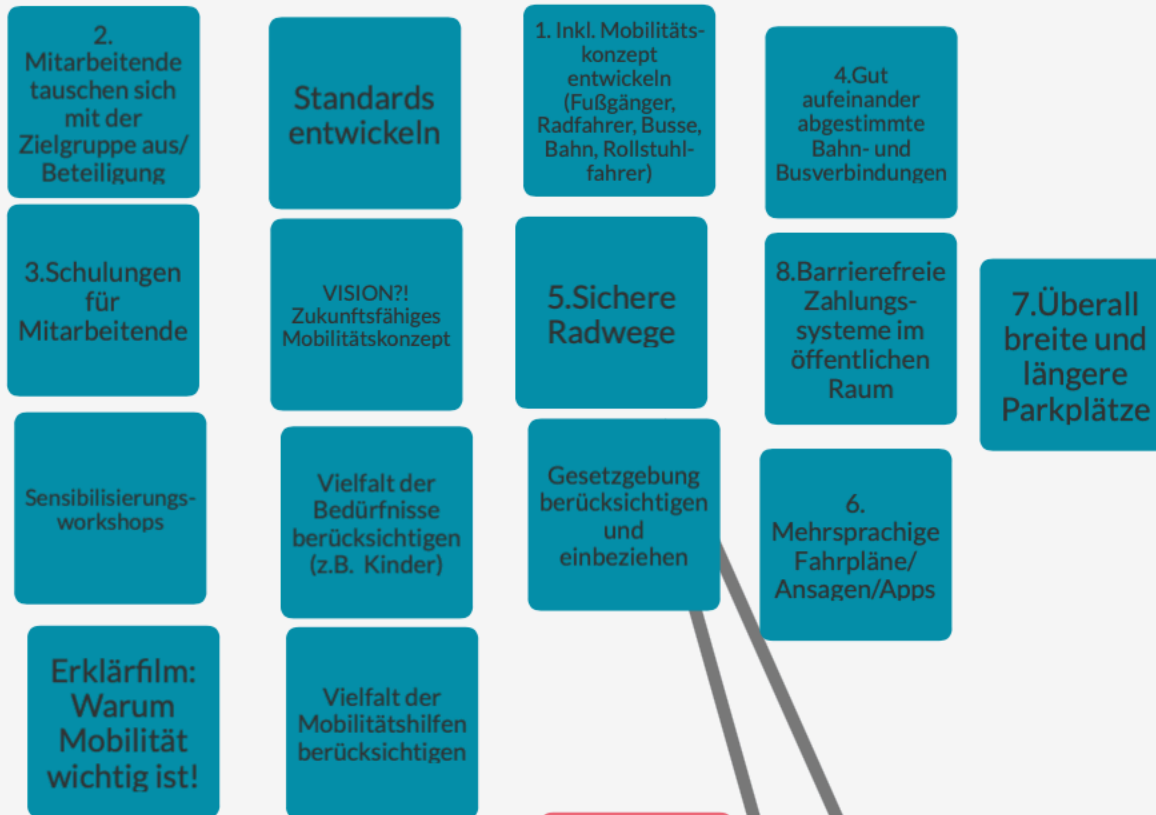 2.
Mitarbeitende
tauschen sich
mit der
Zielgruppe aus/
Beteiligung
Standards
entwickeln
1. Inkl. Mobilitäts-
konzept
entwickeln
(Fußgänger,
Radfahrer, Busse,
Bahn, Rollstuhl-
fahrer)
4.Gut
aufeinander
abgestimmte
Bahn- und
Busverbindungen
3.Schulungen
für
Mitarbeitende
VISION?!
Zukunftsfähiges
Mobilitätskonzept
5.Sichere
Radwege
8.Barrierefreie
Zahlungs-
systeme im
öffentlichen
Raum
7.Überall
breite und
längere
Parkplätze
Sensibilisierungs-
workshops
Vielfalt der
Bedürfnisse
berücksichtigen
(z.B. Kinder)
Gesetzgebung
berücksichtigen
und
einbeziehen
6.
Mehrsprachige
Fahrpläne/
Ansagen/Apps
Erklärfilm:
Warum
Mobilität
wichtig ist!
Vielfalt der
Mobilitätshilfen
berücksichtigen